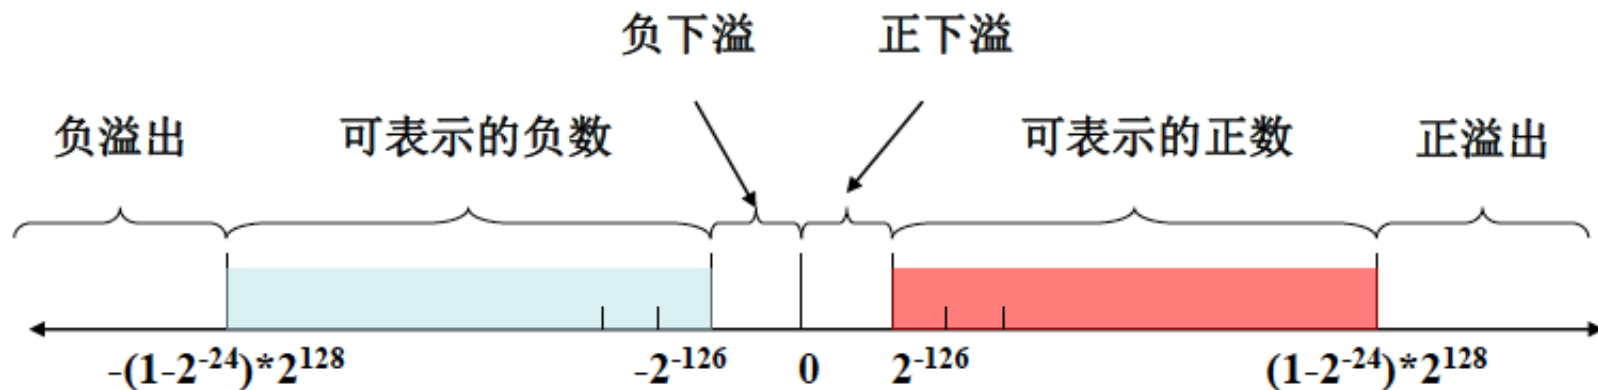 负下溢 正下溢
负溢出 可表示的负数 可表示的正数 正溢出
-(1-2⁻²⁴)*2¹²⁸ -2⁻¹²⁶ 0 2⁻¹²⁶ (1-2⁻²⁴)*2¹²⁸